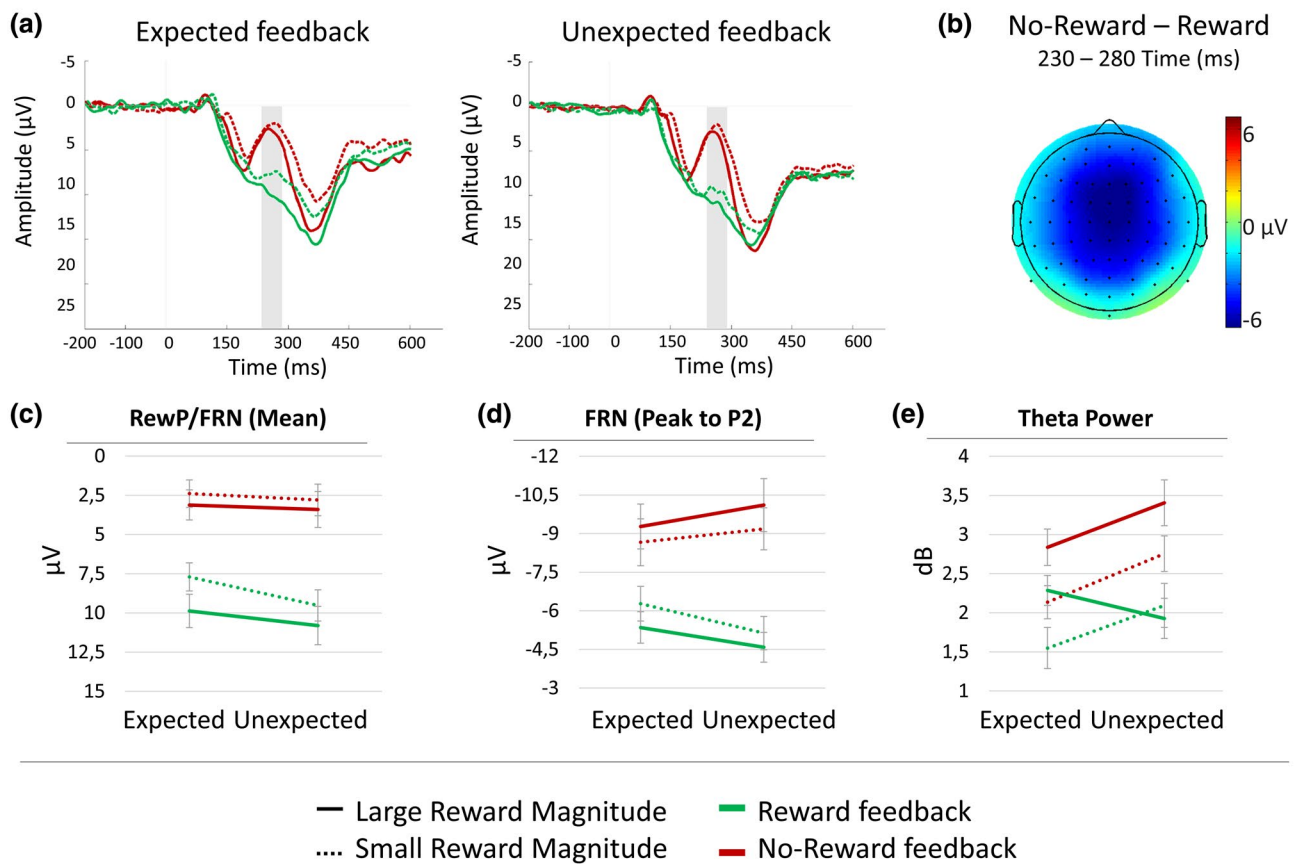 (a)
Expected feedback
Unexpected feedback
(b)
No-Reward – Reward
230 – 280 Time (ms)
Amplitude (µV)
-5
0
5
10
15
20
25
-200
-100
0
150
300
450
600
Time (ms)
Amplitude (µV)
-5
0
5
10
15
20
25
-200
-100
0
150
300
450
600
Time (ms)
6
0 µV
-6
(c)
RewP/FRN (Mean)
µV
0
2,5
5
7,5
10
12,5
15
Expected Unexpected
(d)
FRN (Peak to P2)
µV
-12
-10,5
-9
-7,5
-6
-4,5
-3
Expected Unexpected
(e)
Theta Power
dB
4
3,5
3
2,5
2
1,5
1
Expected Unexpected
Large Reward Magnitude
Reward feedback
Small Reward Magnitude
No-Reward feedback